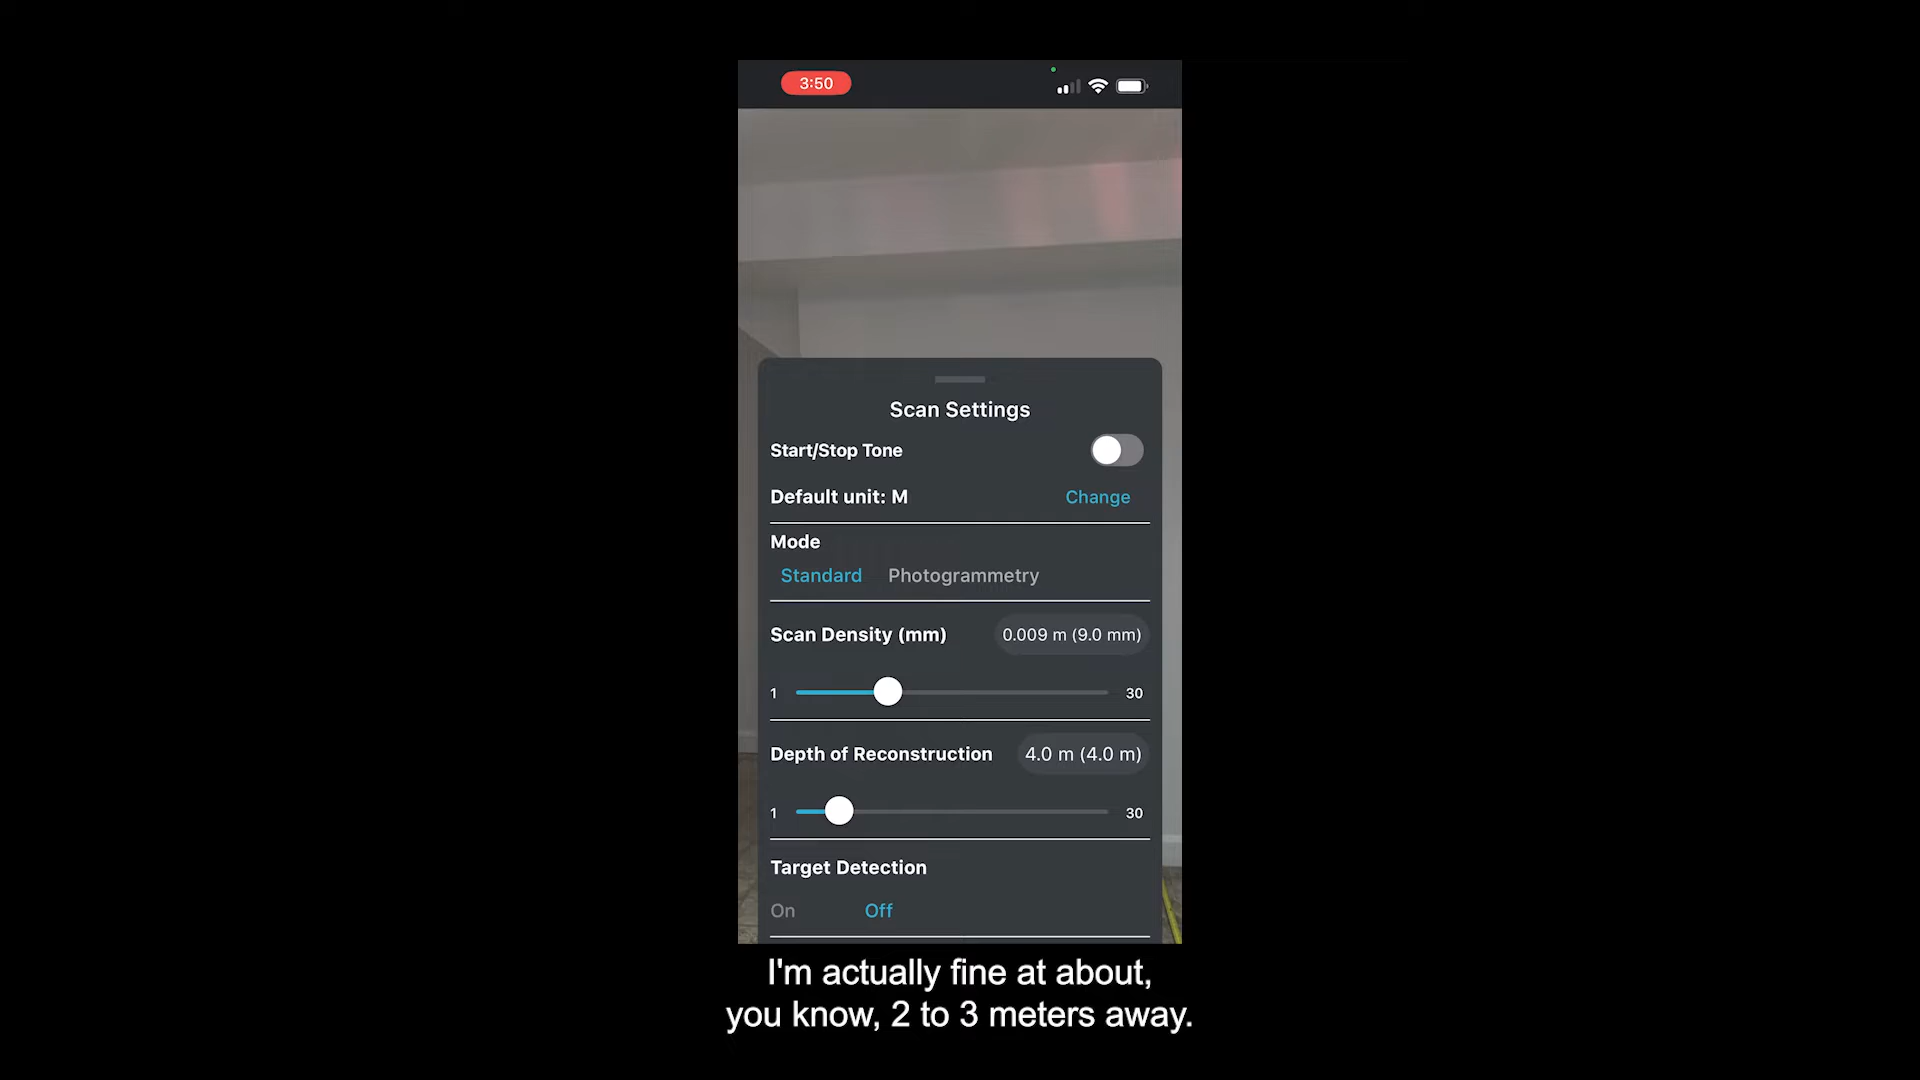 3:50
Scan Settings
Start/Stop Tone
Default unit: M Change
Mode
Standard Photogrammetry
Scan Density (mm) 0.009 m (9.0 mm)
1 30
Depth of Reconstruction 4.0 m (4.0 m)
1 30
Target Detection
On Off
I'm actually fine at about,
you know, 2 to 3 meters away.